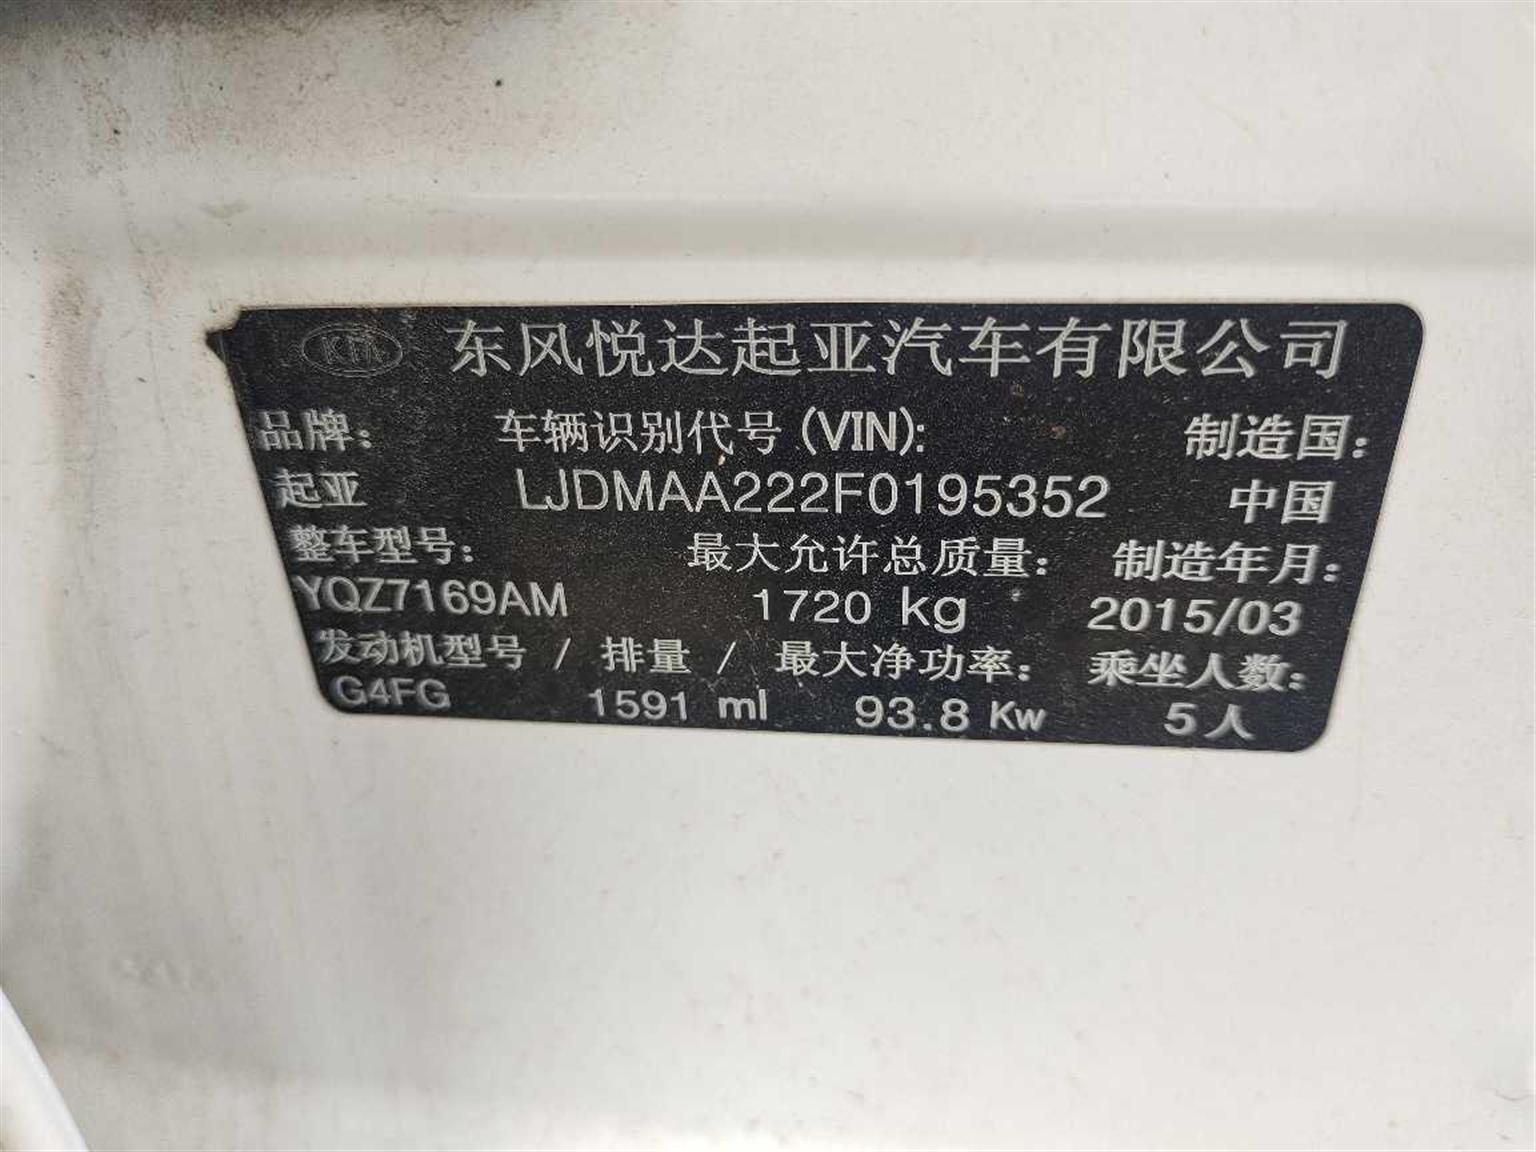 KIA 东风悦达起亚汽车有限公司
品牌: 车辆识别代号(VIN): 制造国:
起亚 LJDMAA222F0195352 中国
整车型号: 最大允许总质量: 制造年月:
YQZ7169AM 1720 kg 2015/03
发动机型号 / 排量 / 最大净功率: 乘坐人数:
G4FG 1591 ml 93.8 Kw 5人